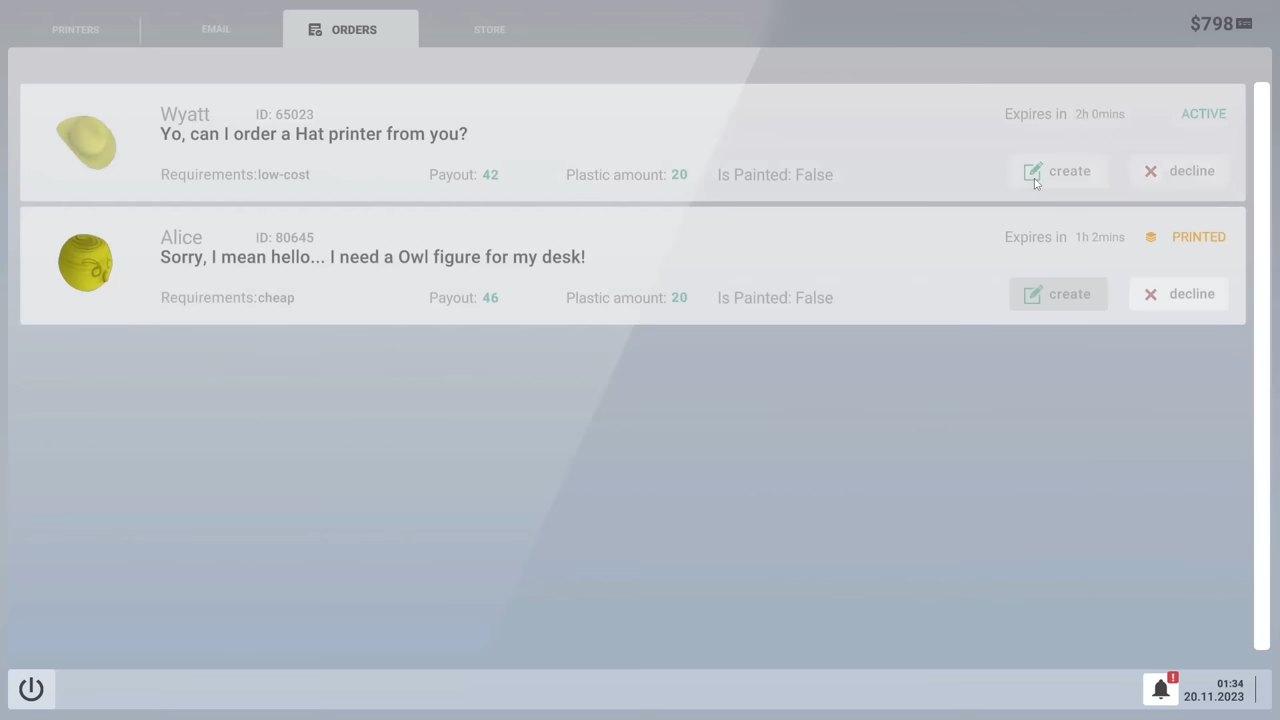 PRINTERS EMAIL ORDERS STORE $798
Wyatt ID: 65023 Expires in 2h 0mins ACTIVE
Yo, can I order a Hat printer from you?
Requirements:low-cost Payout: 42 Plastic amount: 20 Is Painted: False create decline
Alice ID: 80645 Expires in 1h 2mins PRINTED
Sorry, I mean hello... I need a Owl figure for my desk!
Requirements:cheap Payout: 46 Plastic amount: 20 Is Painted: False create decline
!
01:34
20.11.2023